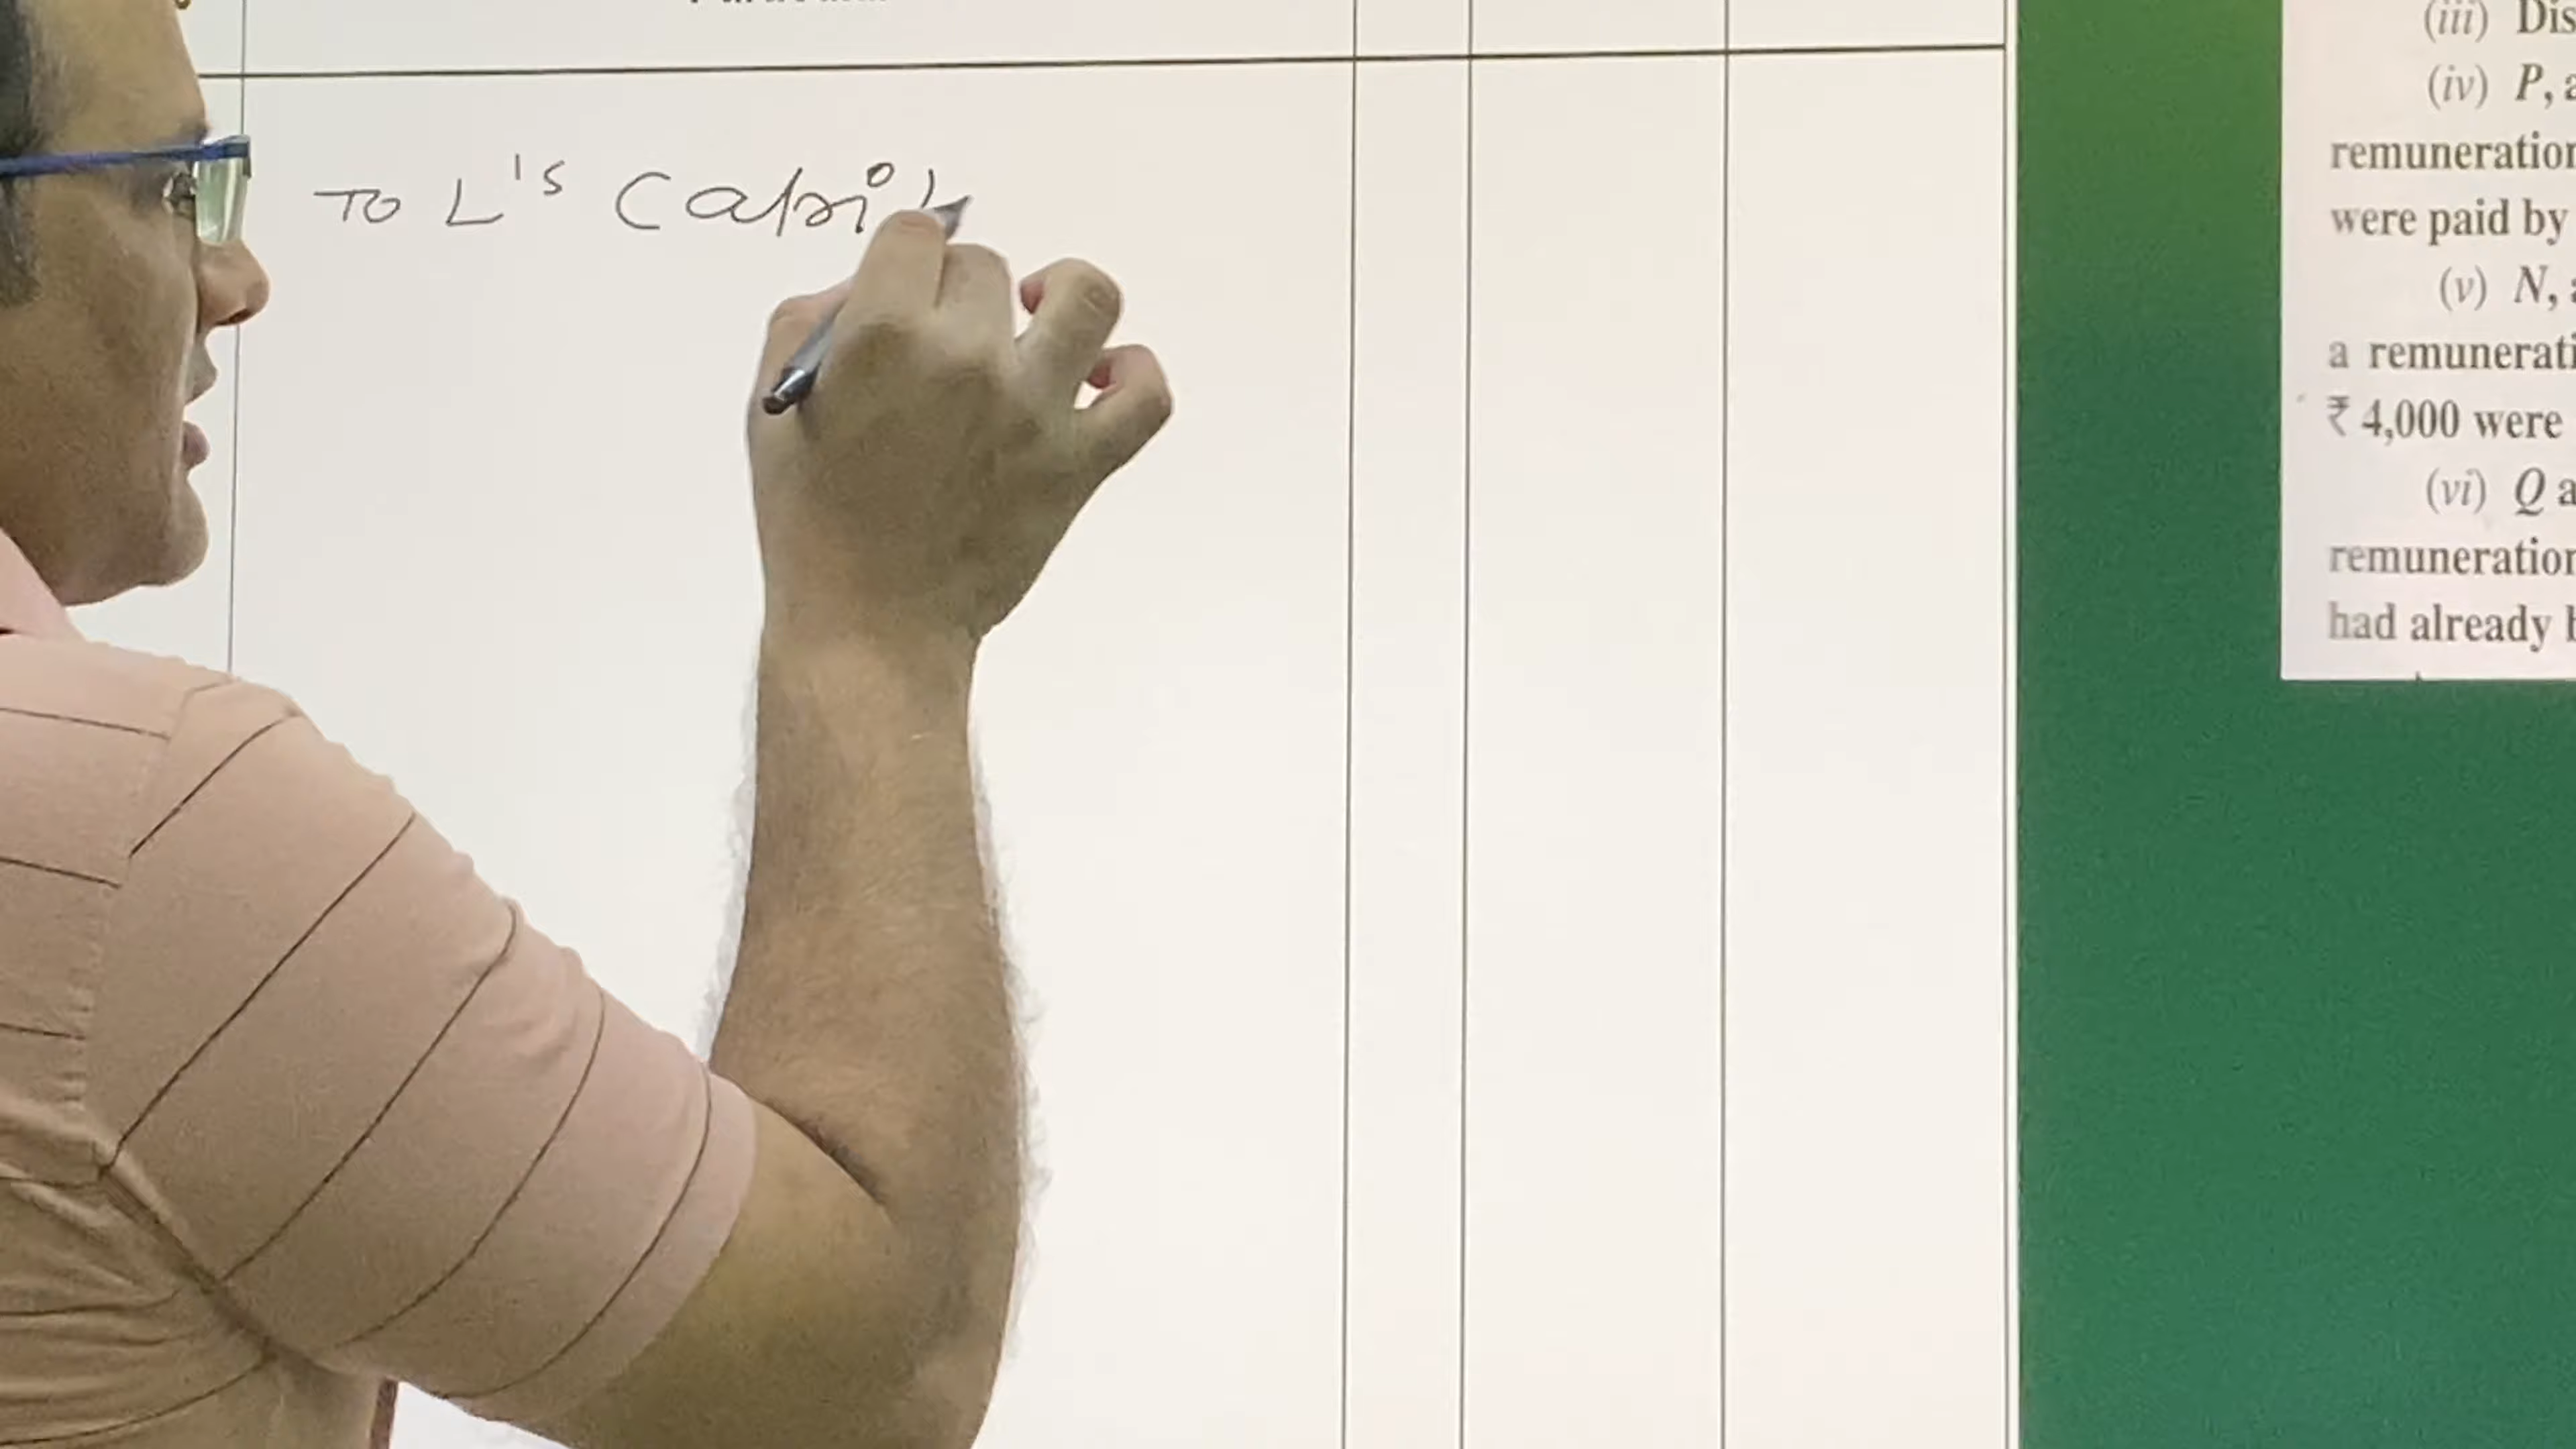 To L's Capit
(iii) Dis
(iv) P, a
remuneration
were paid by
(v) N, a
a remunerati
₹ 4,000 were
(vi) Q a
remuneration
had already b